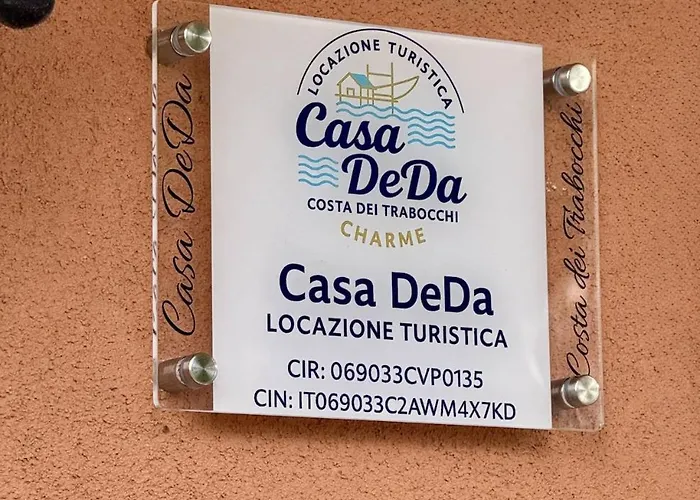 LOCAZIONE TURISTICA
Casa
DeDa
COSTA DEI TRABOCCHI
CHARME
Casa DeDa
LOCAZIONE TURISTICA
CIR: 069033CVP0135
CIN: IT069033C2AWM4X7KD
Casa DeDa
Costa dei Trabocchi